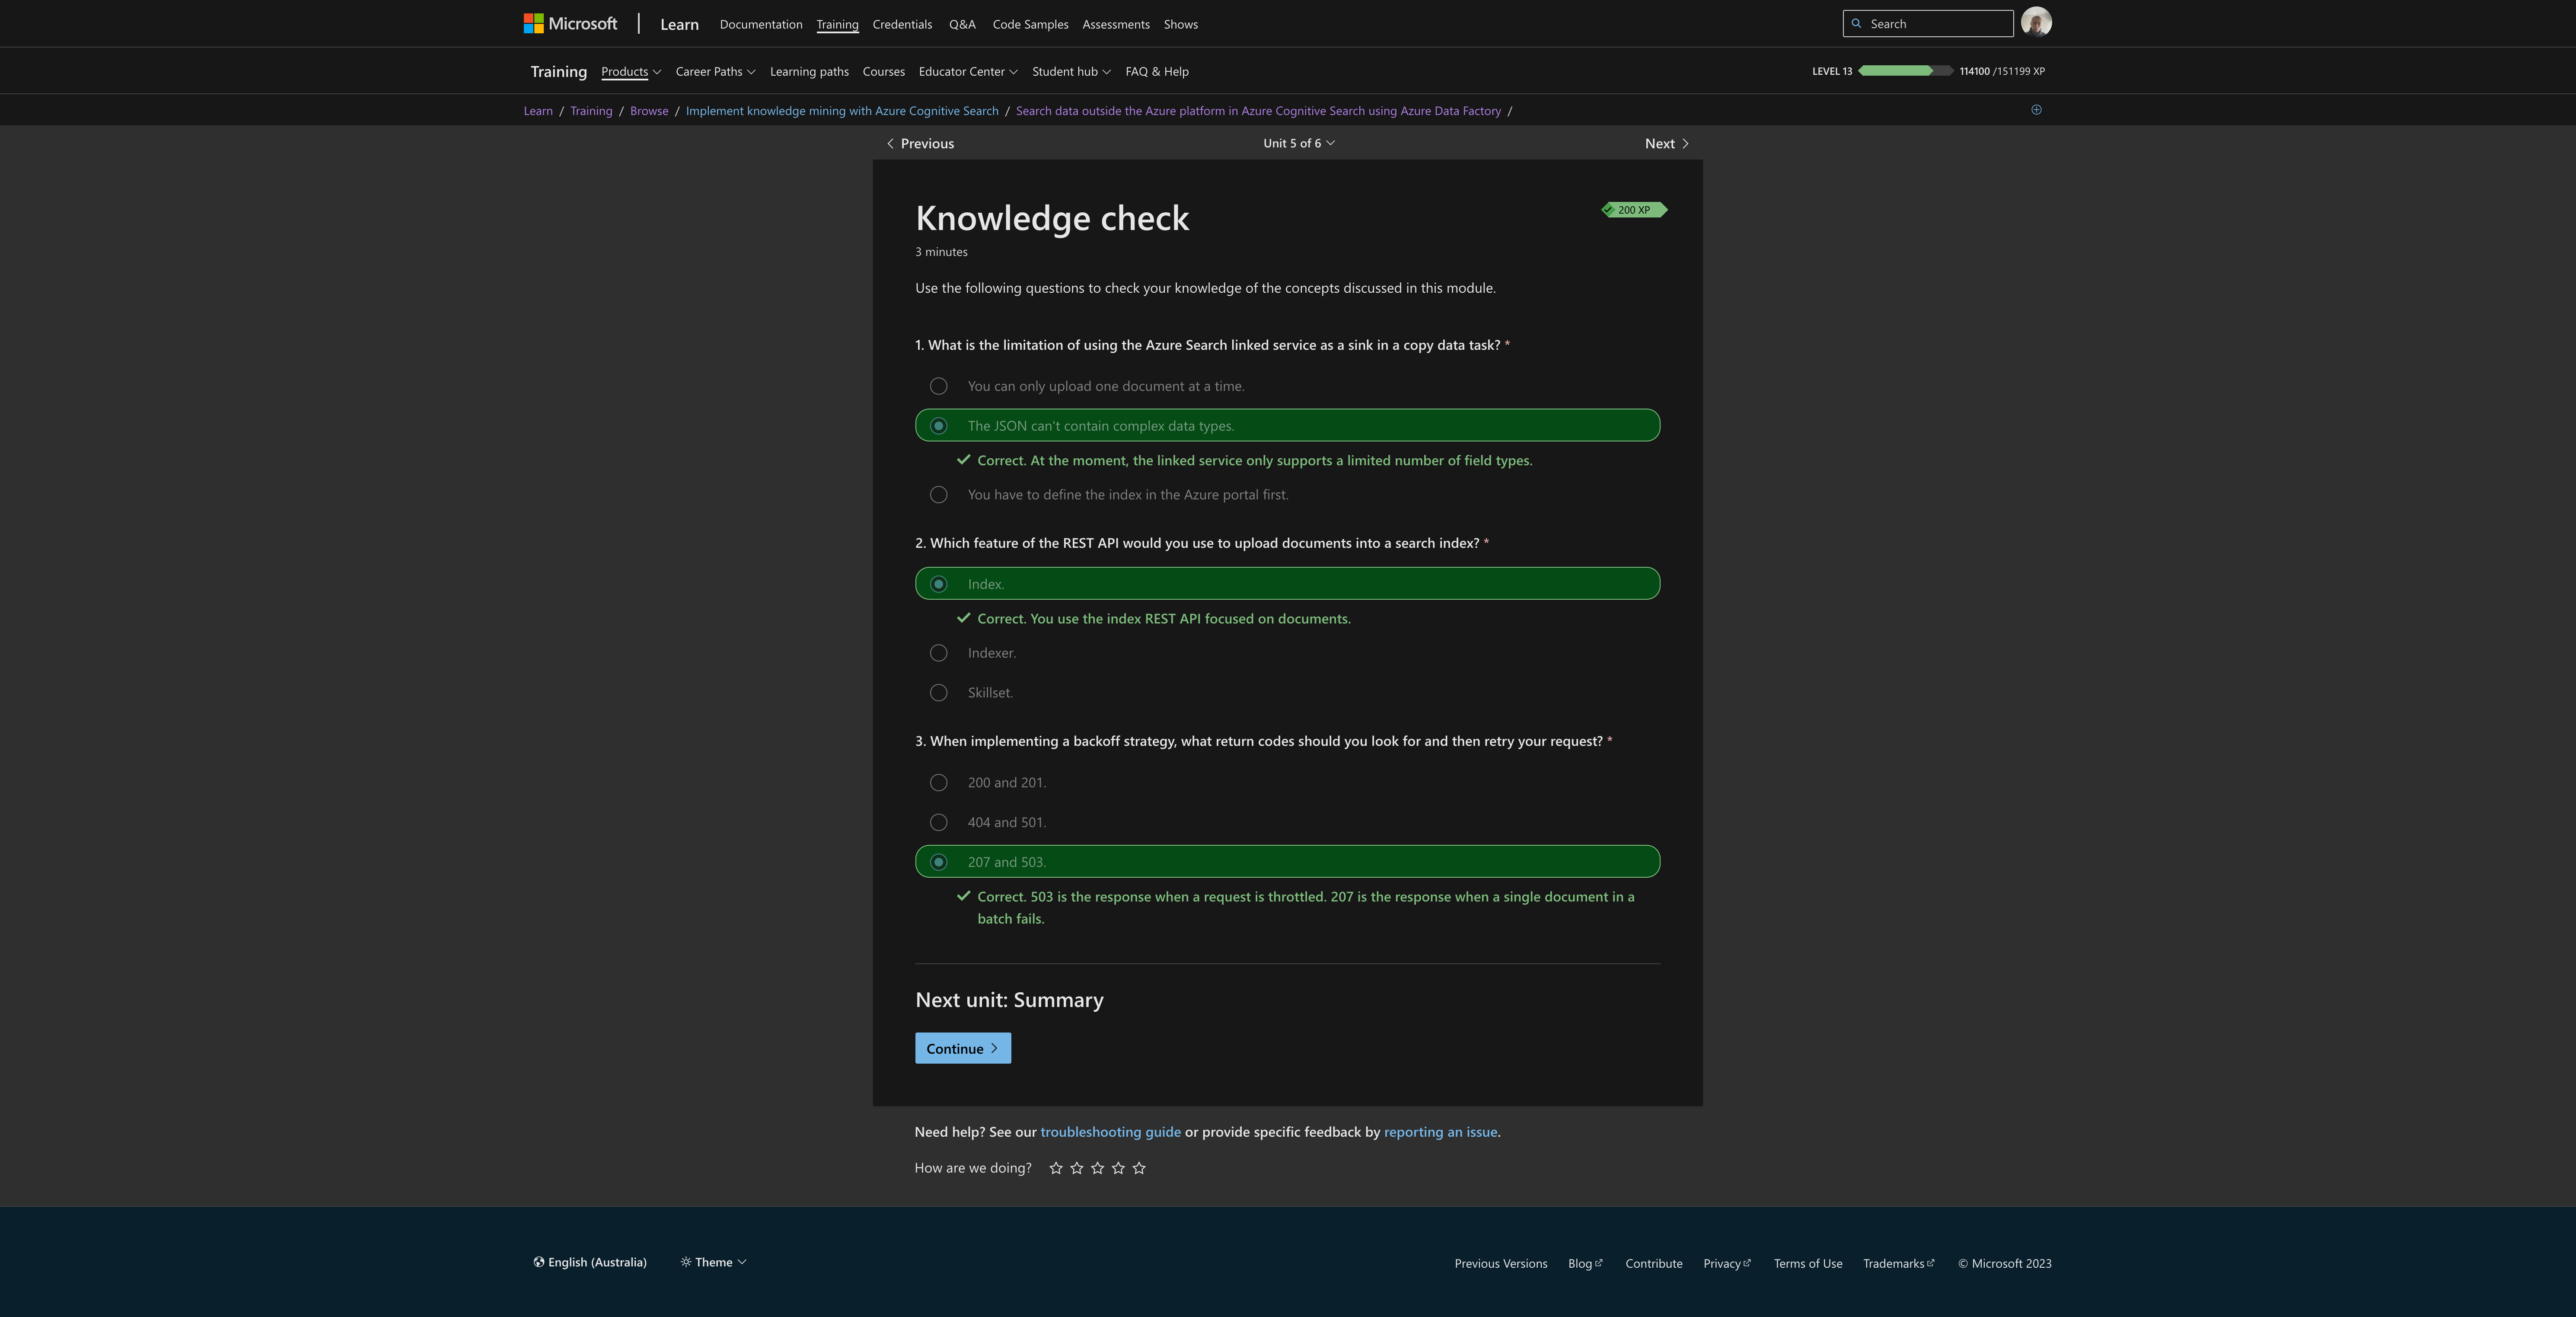 Microsoft | Learn Documentation Training Credentials Q&A Code Samples Assessments Shows Search
Training Products Career Paths Learning paths Courses Educator Center Student hub FAQ & Help LEVEL 13 114100 /151199 XP
Learn / Training / Browse / Implement knowledge mining with Azure Cognitive Search / Search data outside the Azure platform in Azure Cognitive Search using Azure Data Factory /
Previous Unit 5 of 6 Next
Knowledge check
200 XP
3 minutes
Use the following questions to check your knowledge of the concepts discussed in this module.
1. What is the limitation of using the Azure Search linked service as a sink in a copy data task? *
You can only upload one document at a time.
The JSON can't contain complex data types.
Correct. At the moment, the linked service only supports a limited number of field types.
You have to define the index in the Azure portal first.
2. Which feature of the REST API would you use to upload documents into a search index? *
Index.
Correct. You use the index REST API focused on documents.
Indexer.
Skillset.
3. When implementing a backoff strategy, what return codes should you look for and then retry your request? *
200 and 201.
404 and 501.
207 and 503.
Correct. 503 is the response when a request is throttled. 207 is the response when a single document in a
batch fails.
Next unit: Summary
Continue
Need help? See our troubleshooting guide or provide specific feedback by reporting an issue.
How are we doing?
English (Australia) Theme Previous Versions Blog Contribute Privacy Terms of Use Trademarks © Microsoft 2023